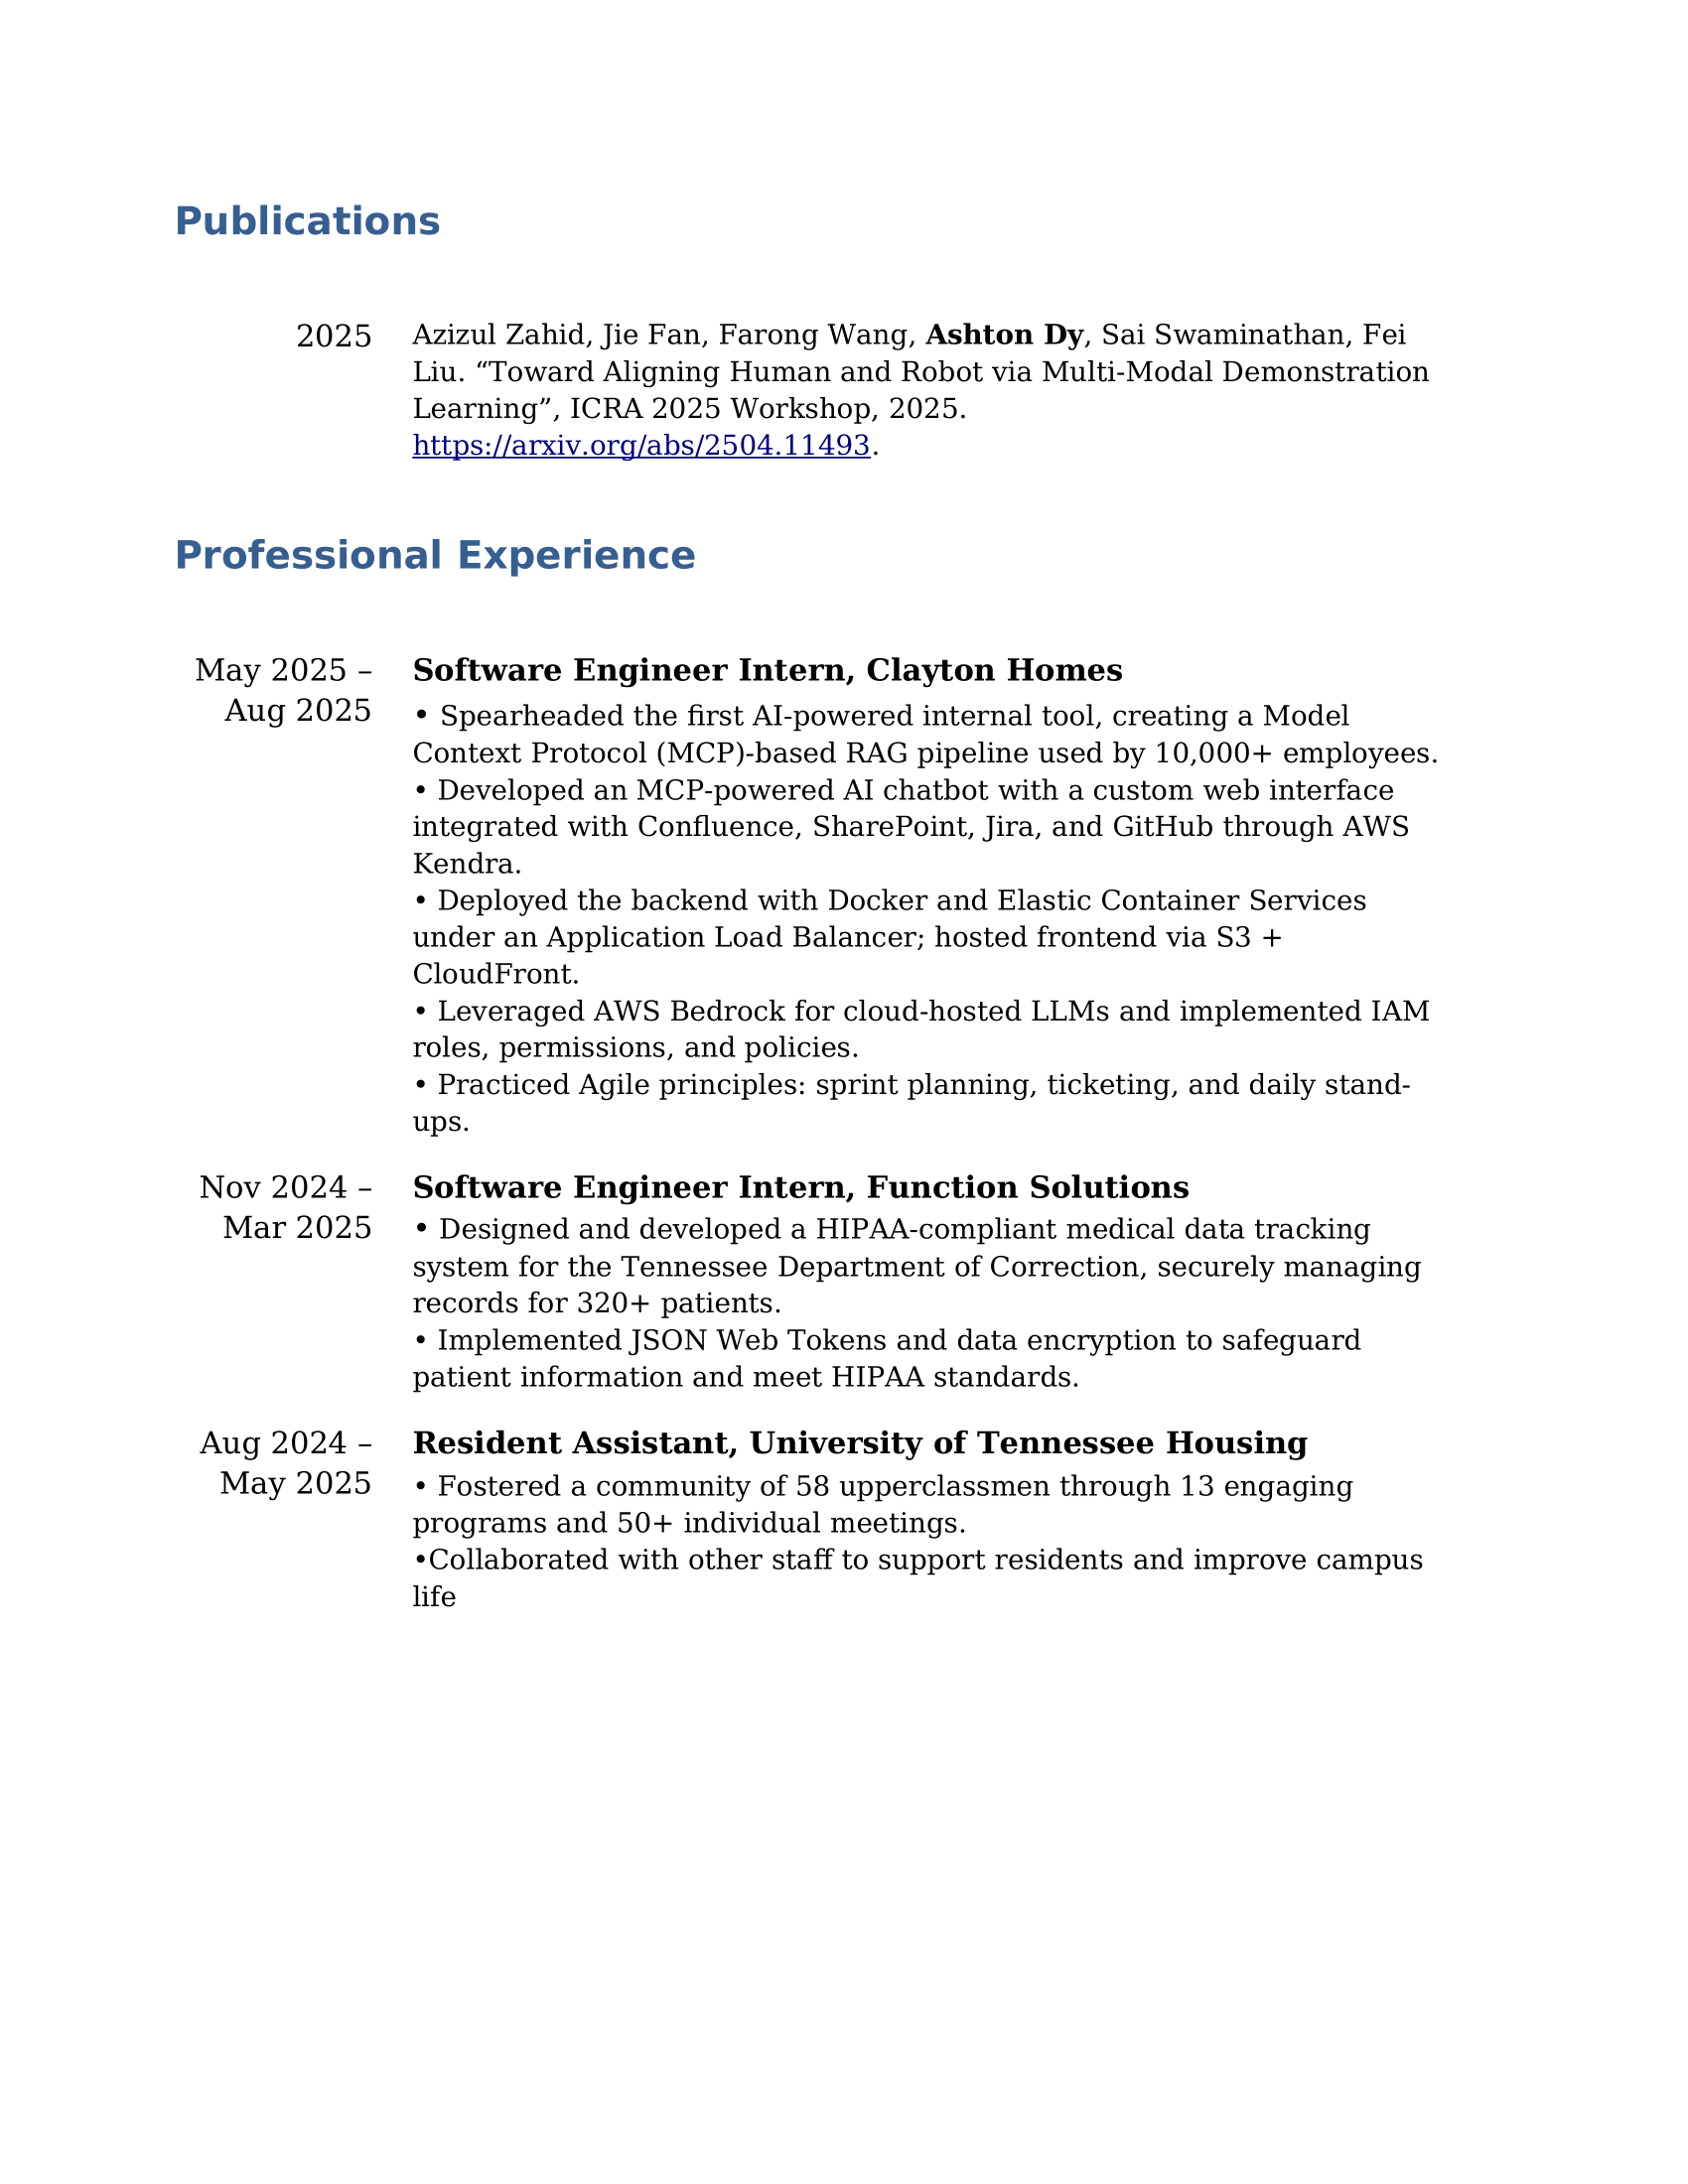 Publications
2025
Azizul Zahid, Jie Fan, Farong Wang, Ashton Dy, Sai Swaminathan, Fei
Liu. “Toward Aligning Human and Robot via Multi-Modal Demonstration
Learning”, ICRA 2025 Workshop, 2025.
https://arxiv.org/abs/2504.11493.
Professional Experience
May 2025 –
Aug 2025
Software Engineer Intern, Clayton Homes
• Spearheaded the first AI-powered internal tool, creating a Model
Context Protocol (MCP)-based RAG pipeline used by 10,000+ employees.
• Developed an MCP-powered AI chatbot with a custom web interface
integrated with Confluence, SharePoint, Jira, and GitHub through AWS
Kendra.
• Deployed the backend with Docker and Elastic Container Services
under an Application Load Balancer; hosted frontend via S3 +
CloudFront.
• Leveraged AWS Bedrock for cloud-hosted LLMs and implemented IAM
roles, permissions, and policies.
• Practiced Agile principles: sprint planning, ticketing, and daily stand-
ups.
Nov 2024 –
Mar 2025
Software Engineer Intern, Function Solutions
• Designed and developed a HIPAA-compliant medical data tracking
system for the Tennessee Department of Correction, securely managing
records for 320+ patients.
• Implemented JSON Web Tokens and data encryption to safeguard
patient information and meet HIPAA standards.
Aug 2024 –
May 2025
Resident Assistant, University of Tennessee Housing
• Fostered a community of 58 upperclassmen through 13 engaging
programs and 50+ individual meetings.
•Collaborated with other staff to support residents and improve campus
life